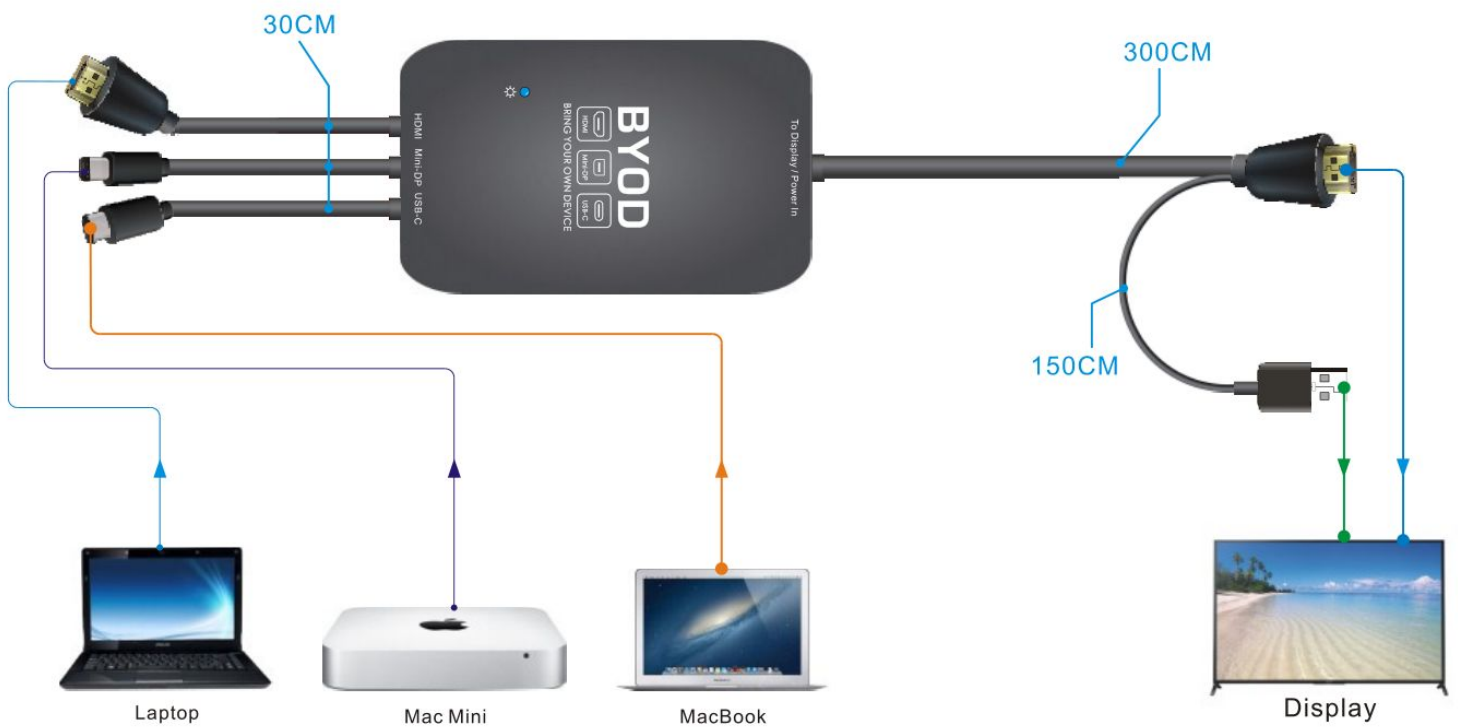 30CM
300CM
HDMI Mini-DP USB-C
BYOD
HDMI Mini-DP USB-C
BRING YOUR OWN DEVICE
To Display / Power In
150CM
Laptop
Mac Mini
MacBook
Display